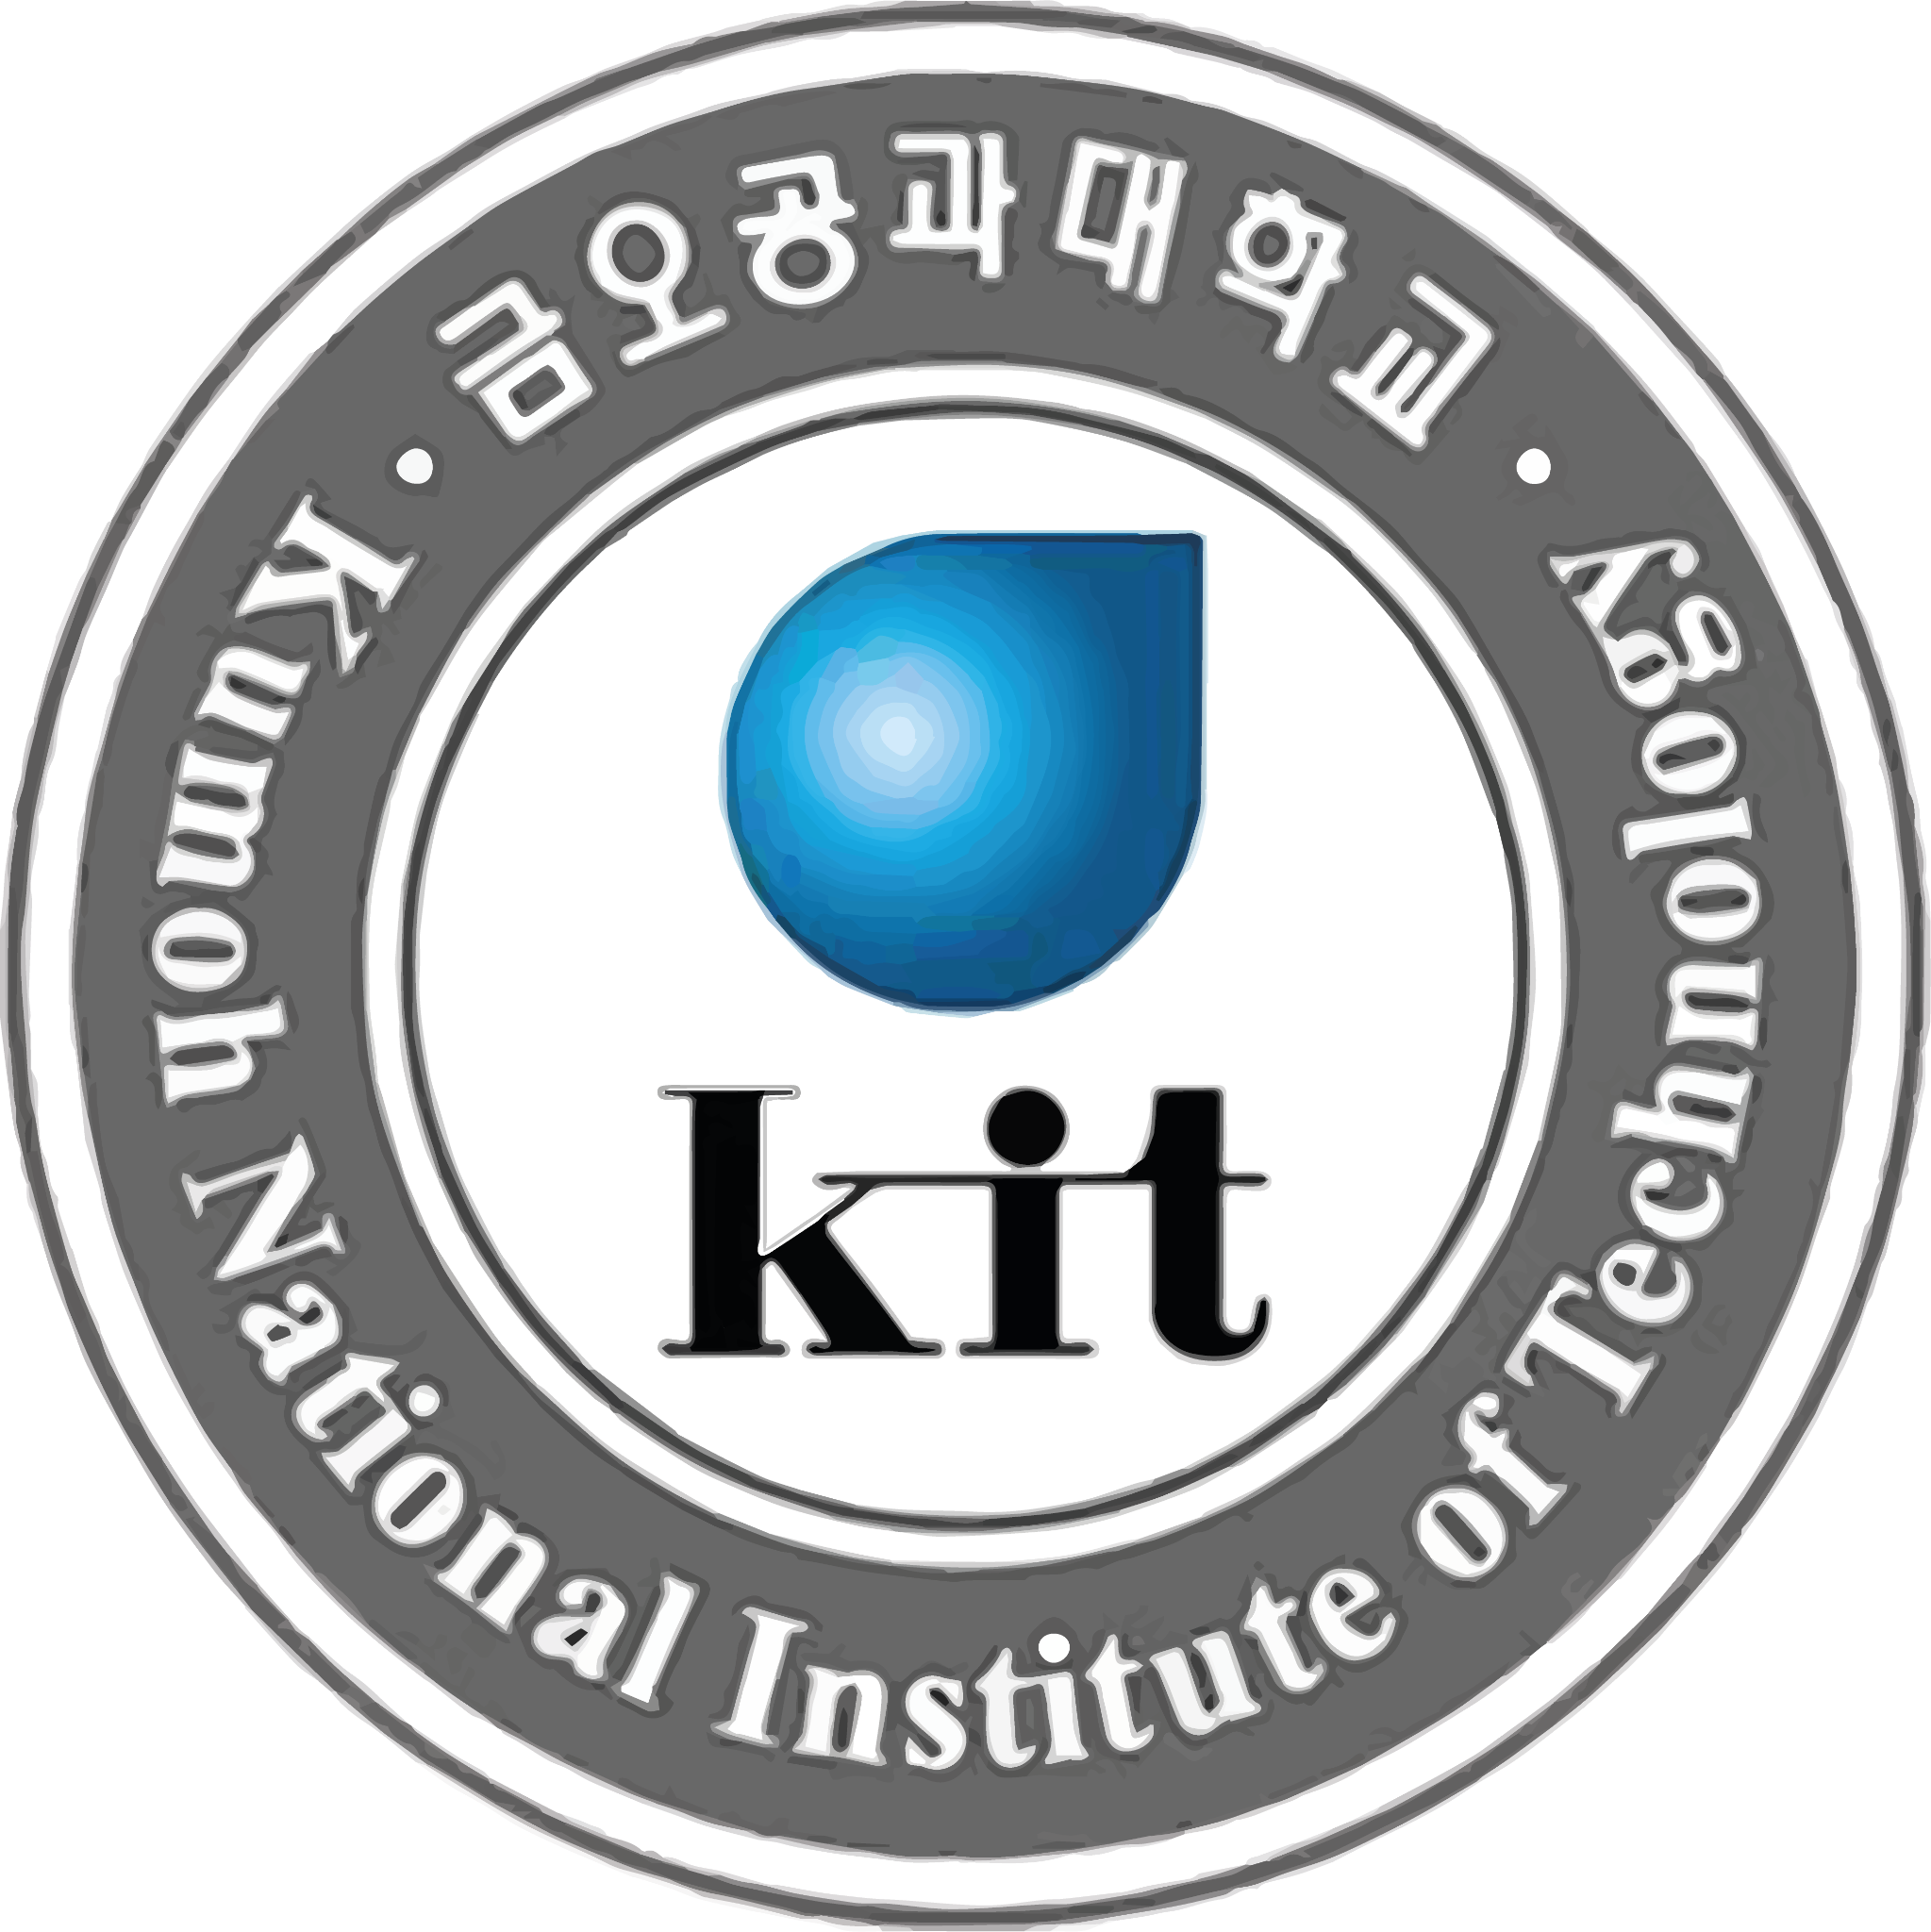 금오공과대학교
Kumoh National Institute of Technology
kit